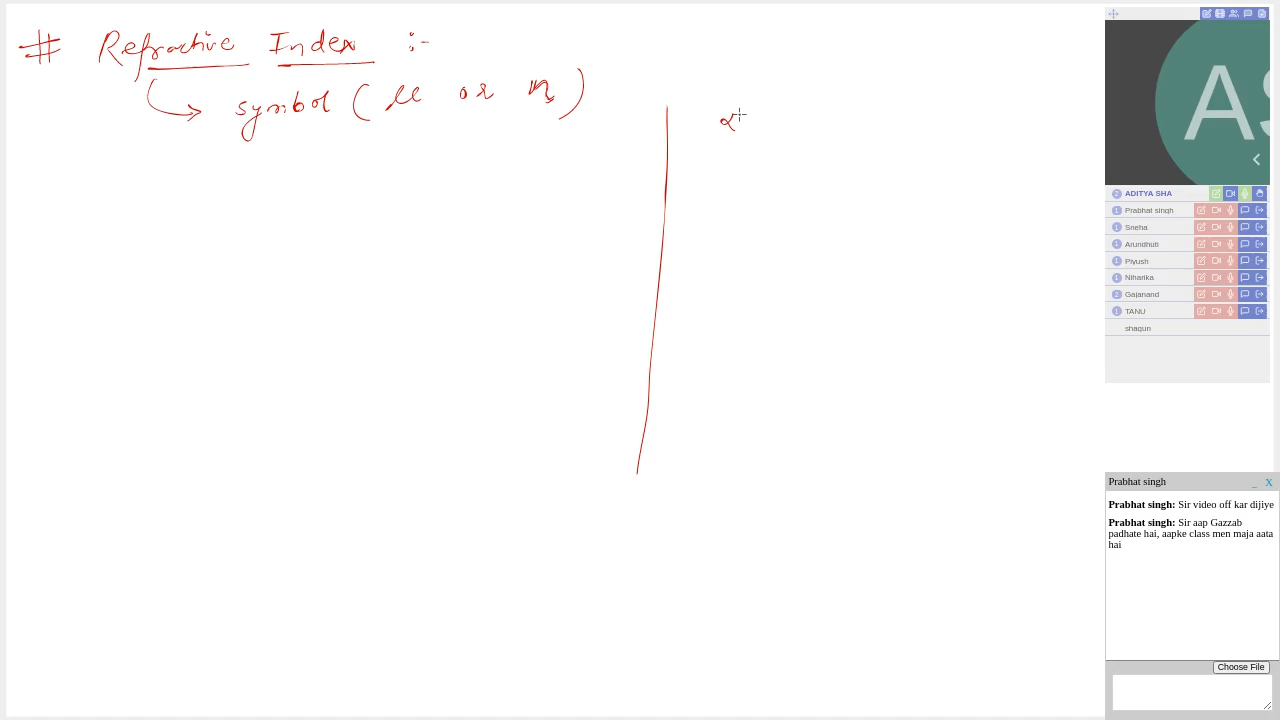 # Refractive Index :-
symbol ( μ or n )
α
AS
ADITYA SHA
Prabhat singh
Sneha
Arundhuti
Piyush
Niharika
Gajanand
TANU
shagun
Prabhat singh _ X
Prabhat singh: Sir video off kar dijiye
Prabhat singh: Sir aap Gazzab
padhate hai, aapke class men maja aata
hai
Choose File